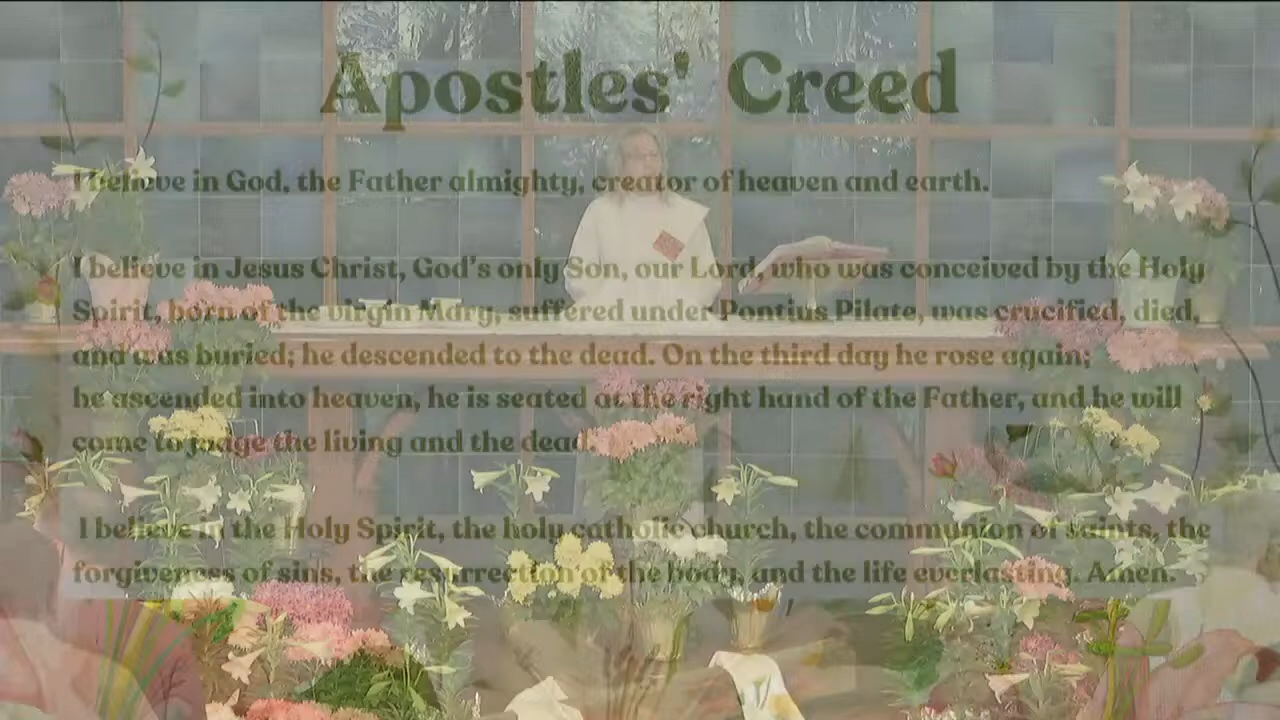 Apostles' Creed
I believe in God, the Father almighty, creator of heaven and earth.
I believe in Jesus Christ, God's only Son, our Lord, who was conceived by the Holy
Spirit, born of the virgin Mary, suffered under Pontius Pilate, was crucified, died,
and was buried; he descended to the dead. On the third day he rose again;
he ascended into heaven, he is seated at the right hand of the Father, and he will
come to judge the living and the dead.
I believe in the Holy Spirit, the holy catholic church, the communion of saints, the
forgiveness of sins, the resurrection of the body, and the life everlasting. Amen.